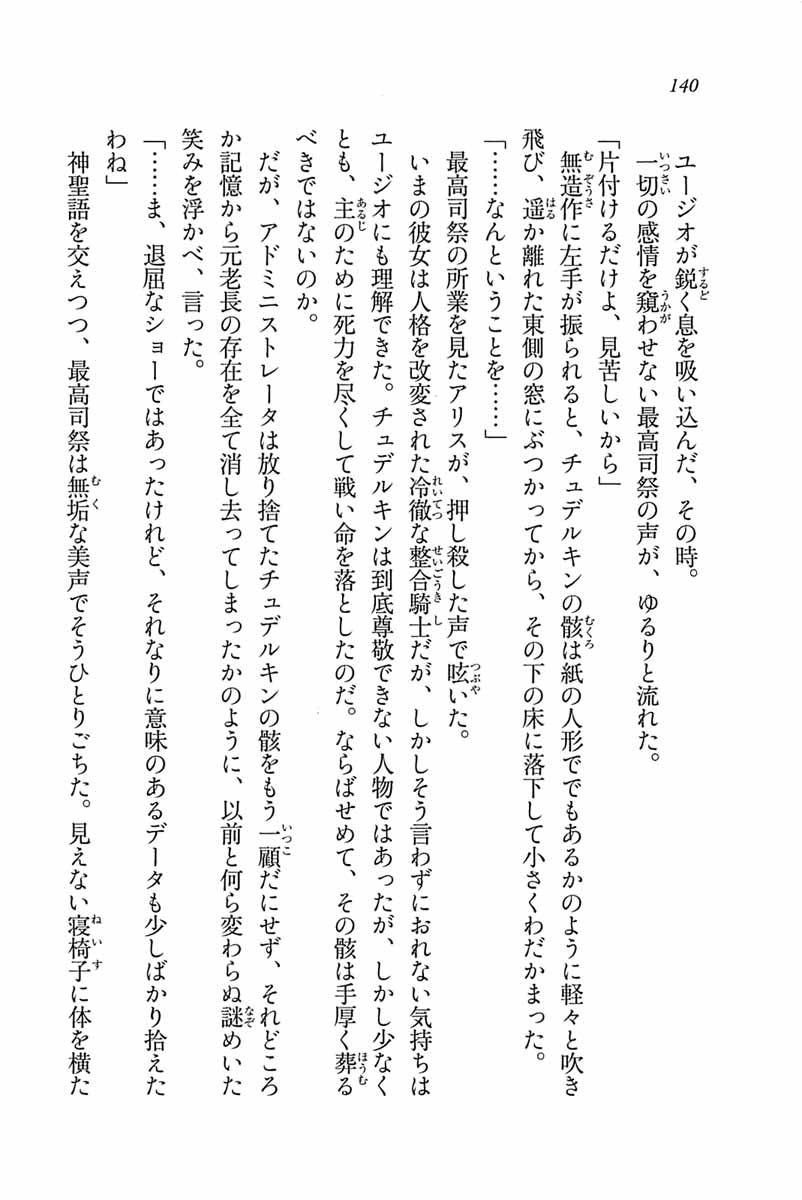 140
ユージオが鋭く息を吸い込んだ、その時。
一切の感情を窺わせない最高司祭の声が、ゆるりと流れた。
「片付けるだけよ、見苦しいから」
無造作に左手が振られると、チュデルキンの骸は紙の人形ででもあるかのように軽々と吹き
飛び、遥か離れた東側の窓にぶつかってから、その下の床に落下して小さくわだかまった。
「……なんということを……」
最高司祭の所業を見たアリスが、押し殺した声で呟いた。
いまの彼女は人格を改変された冷徹な整合騎士だが、しかしそう言わずにおれない気持ちは
ユージオにも理解できた。チュデルキンは到底尊敬できない人物ではあったが、しかし少なく
とも、主のために死力を尽くして戦い命を落としたのだ。ならばせめて、その骸は手厚く葬る
べきではないのか。
だが、アドミニストレータは放り捨てたチュデルキンの骸をもう一顧だにせず、それどころ
か記憶から元老長の存在を全て消し去ってしまったかのように、以前と何ら変わらぬ謎めいた
笑みを浮かべ、言った。
「……ま、退屈なショーではあったけれど、それなりに意味のあるデータも少しばかり拾えた
わね」
神聖語を交えつつ、最高司祭は無垢な美声でそうひとりごちた。見えない寝椅子に体を横た